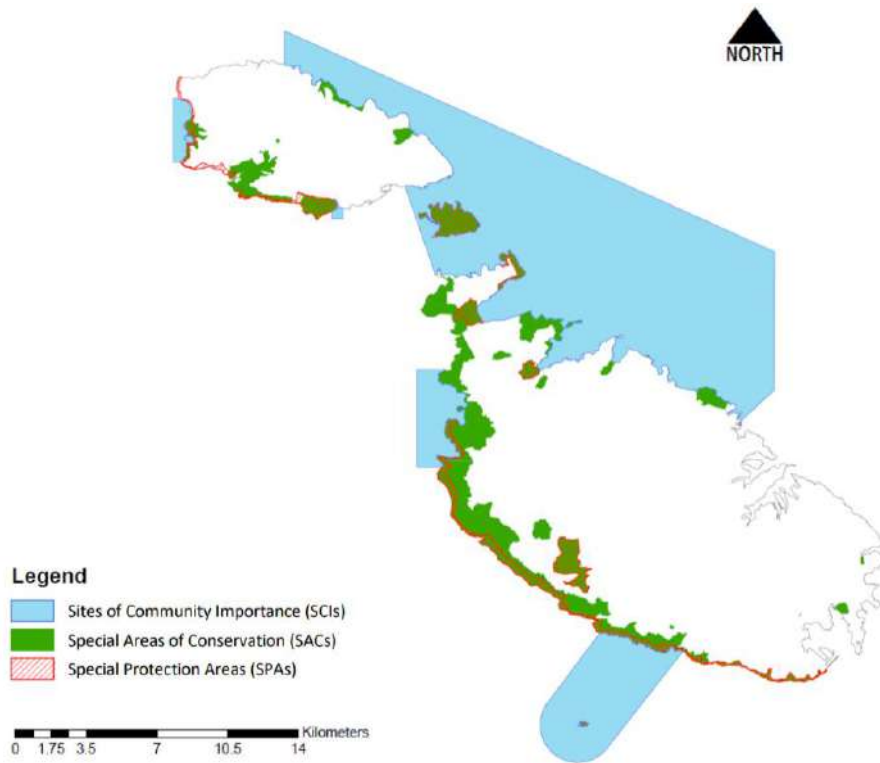 NORTH
Legend
Sites of Community Importance (SCIs)
Special Areas of Conservation (SACs)
Special Protection Areas (SPAs)
Kilometers
0 1.75 3.5 7 10.5 14